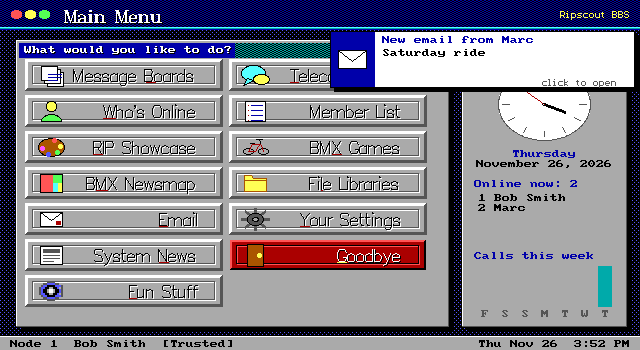 Main Menu
Ripscout BBS
What would you like to do?
New email from Marc
Saturday ride
click to open
Message Boards
Who's Online
Member List
RIP Showcase
BMX Games
BMX Newsmap
File Libraries
Email
Your Settings
System News
Goodbye
Fun Stuff
Thursday
November 26, 2026
Online now: 2
1 Bob Smith
2 Marc
Calls this week
F S S M T W T
Node 1 Bob Smith [Trusted]
Thu Nov 26 3:52 PM